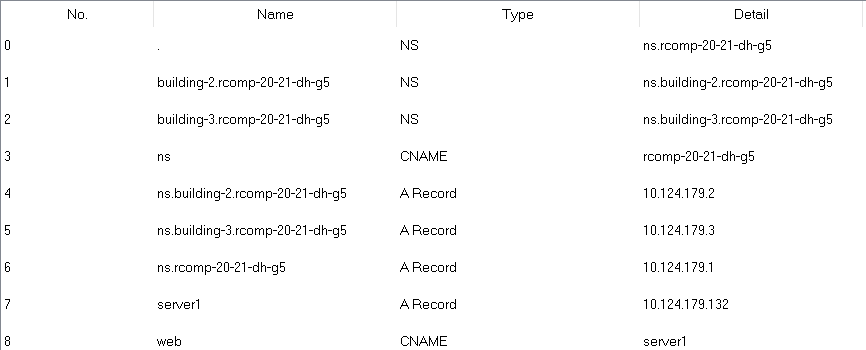 No. Name Type Detail
0 . NS ns.rcomp-20-21-dh-g5
1 building-2.rcomp-20-21-dh-g5 NS ns.building-2.rcomp-20-21-dh-g5
2 building-3.rcomp-20-21-dh-g5 NS ns.building-3.rcomp-20-21-dh-g5
3 ns CNAME rcomp-20-21-dh-g5
4 ns.building-2.rcomp-20-21-dh-g5 A Record 10.124.179.2
5 ns.building-3.rcomp-20-21-dh-g5 A Record 10.124.179.3
6 ns.rcomp-20-21-dh-g5 A Record 10.124.179.1
7 server1 A Record 10.124.179.132
8 web CNAME server1